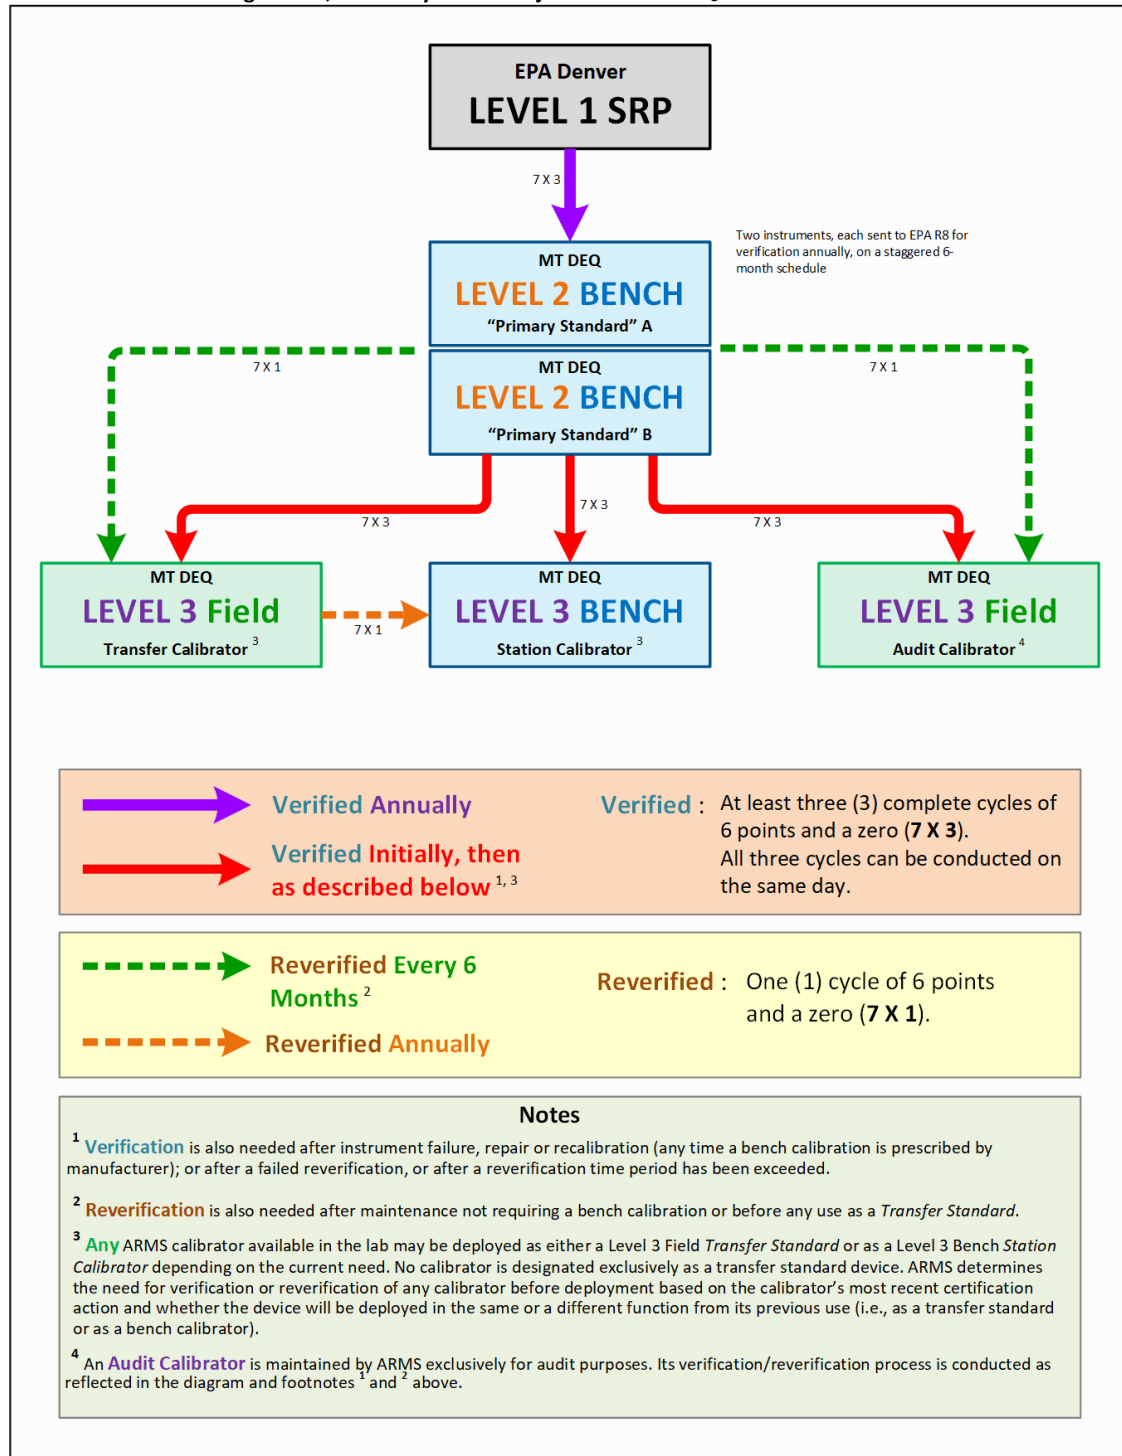 EPA Denver
LEVEL 1 SRP
7 X 3
Two instruments, each sent to EPA R8 for
verification annually, on a staggered 6-
month schedule
MT DEQ
LEVEL 2 BENCH
“Primary Standard” A
7 X 1
7 X 1
MT DEQ
LEVEL 2 BENCH
“Primary Standard” B
7 X 3
7 X 3
7 X 3
MT DEQ
LEVEL 3 Field
Transfer Calibrator 3
7 X 1
MT DEQ
LEVEL 3 BENCH
Station Calibrator 3
MT DEQ
LEVEL 3 Field
Audit Calibrator 4
Verified Annually
Verified Initially, then
as described below 1, 3
Verified : At least three (3) complete cycles of
6 points and a zero (7 X 3).
All three cycles can be conducted on
the same day.
Reverified Every 6
Months 2
Reverified Annually
Reverified : One (1) cycle of 6 points
and a zero (7 X 1).
Notes
1 Verification is also needed after instrument failure, repair or recalibration (any time a bench calibration is prescribed by
manufacturer); or after a failed reverification, or after a reverification time period has been exceeded.
2 Reverification is also needed after maintenance not requiring a bench calibration or before any use as a Transfer Standard.
3 Any ARMS calibrator available in the lab may be deployed as either a Level 3 Field Transfer Standard or as a Level 3 Bench Station
Calibrator depending on the current need. No calibrator is designated exclusively as a transfer standard device. ARMS determines
the need for verification or reverification of any calibrator before deployment based on the calibrator’s most recent certification
action and whether the device will be deployed in the same or a different function from its previous use (i.e., as a transfer standard
or as a bench calibrator).
4 An Audit Calibrator is maintained by ARMS exclusively for audit purposes. Its verification/reverification process is conducted as
reflected in the diagram and footnotes 1 and 2 above.